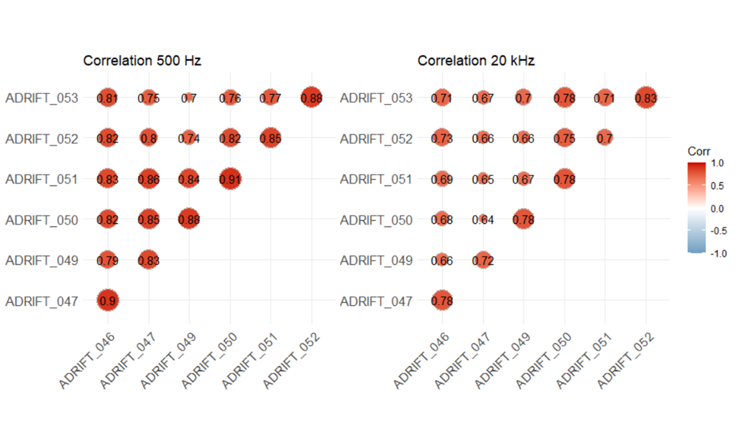 Correlation 500 Hz
ADRIFT_053 0.81 0.75 0.7 0.76 0.77 0.88
ADRIFT_052 0.82 0.8 0.74 0.82 0.85
ADRIFT_051 0.83 0.86 0.84 0.91
ADRIFT_050 0.82 0.85 0.88
ADRIFT_049 0.79 0.83
ADRIFT_047 0.9
ADRIFT_046 ADRIFT_047 ADRIFT_049 ADRIFT_050 ADRIFT_051 ADRIFT_052
Correlation 20 kHz
ADRIFT_053 0.71 0.67 0.7 0.78 0.71 0.83
ADRIFT_052 0.73 0.66 0.66 0.75 0.7
ADRIFT_051 0.69 0.65 0.67 0.78
ADRIFT_050 0.68 0.64 0.78
ADRIFT_049 0.66 0.72
ADRIFT_047 0.78
ADRIFT_046 ADRIFT_047 ADRIFT_049 ADRIFT_050 ADRIFT_051 ADRIFT_052
Corr
1.0
0.5
0.0
-0.5
-1.0